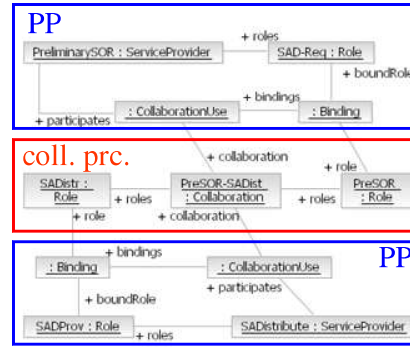 PP
+ roles
PreliminarySOR : ServiceProvider
SAD-Req : Role
+ boundRole
+ bindings
: CollaborationUse
: Binding
+ participates
+ collaboration
coll. prc.
+ role
SADistr :
Role
PreSOR-SADist
: Collaboration
PreSOR
: Role
+ roles
+ roles
+ role
+ collaboration
+ bindings
PP
: Binding
: CollaborationUse
+ participates
+ boundRole
SADProv : Role
SADistribute : ServiceProvider
+ roles